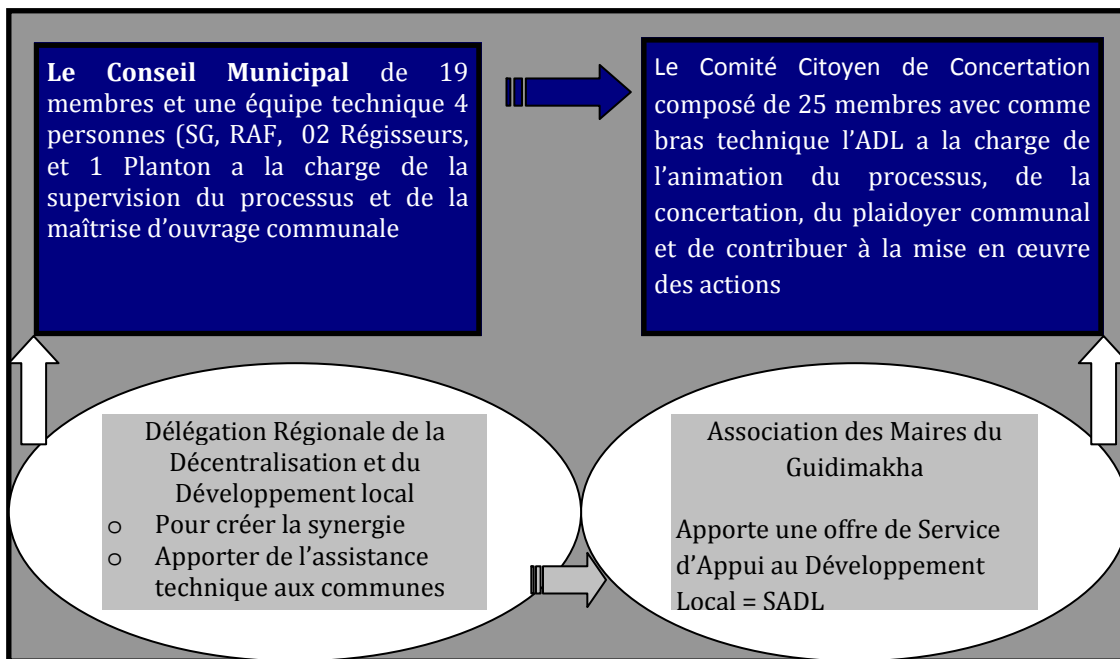 Le Conseil Municipal de 19
membres et une équipe technique 4
personnes (SG, RAF, 02 Régisseurs,
et 1 Planton a la charge de la
supervision du processus et de la
maîtrise d’ouvrage communale
Le Comité Citoyen de Concertation
composé de 25 membres avec comme
bras technique l’ADL a la charge de
l’animation du processus, de la
concertation, du plaidoyer communal
et de contribuer à la mise en œuvre
des actions
Délégation Régionale de la
Décentralisation et du
Développement local
o Pour créer la synergie
o Apporter de l’assistance
technique aux communes
Association des Maires du
Guidimakha
Apporte une offre de Service
d’Appui au Développement
Local = SADL